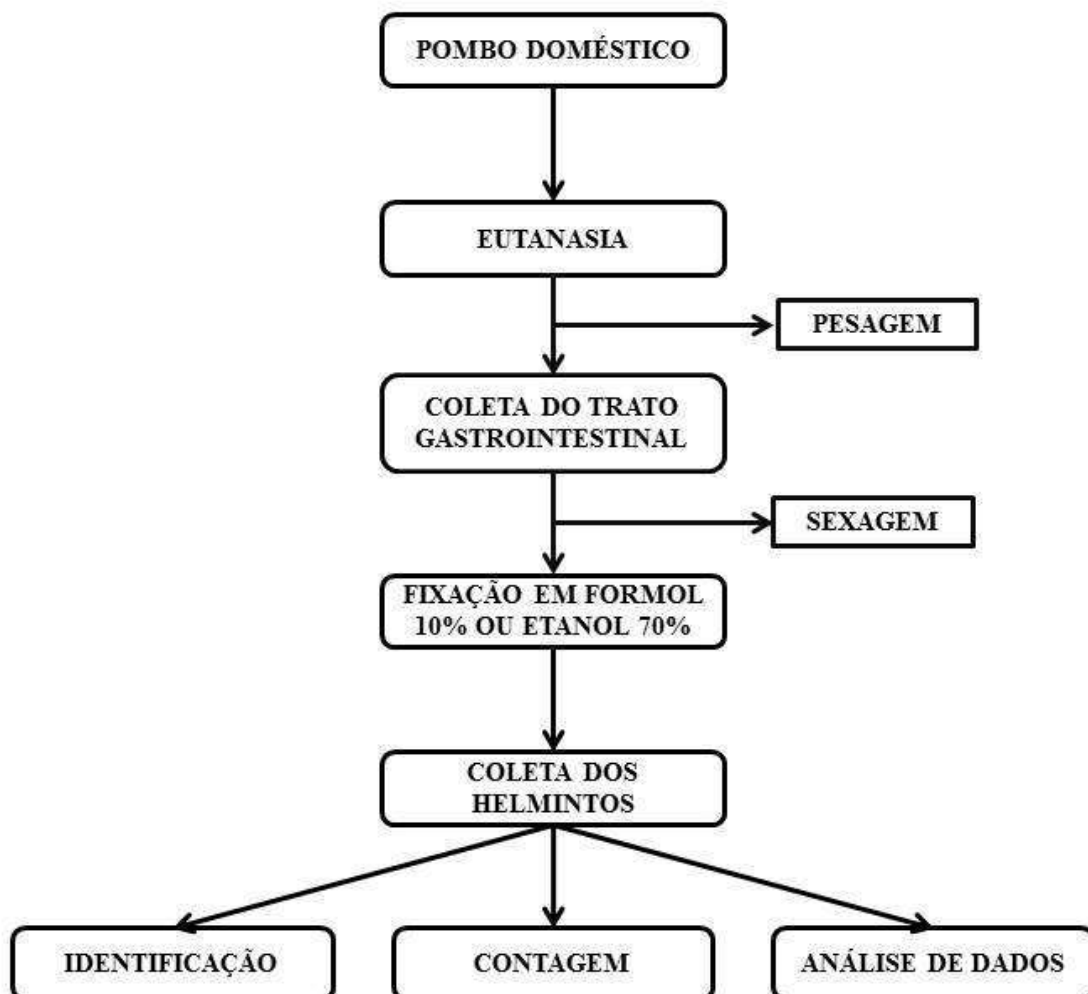 POMBO DOMÉSTICO
EUTANASIA
PESAGEM
COLETA DO TRATO
GASTROINTESTINAL
SEXAGEM
FIXAÇÃO EM FORMOL
10% OU ETANOL 70%
COLETA DOS
HELMINTOS
IDENTIFICAÇÃO
CONTAGEM
ANÁLISE DE DADOS